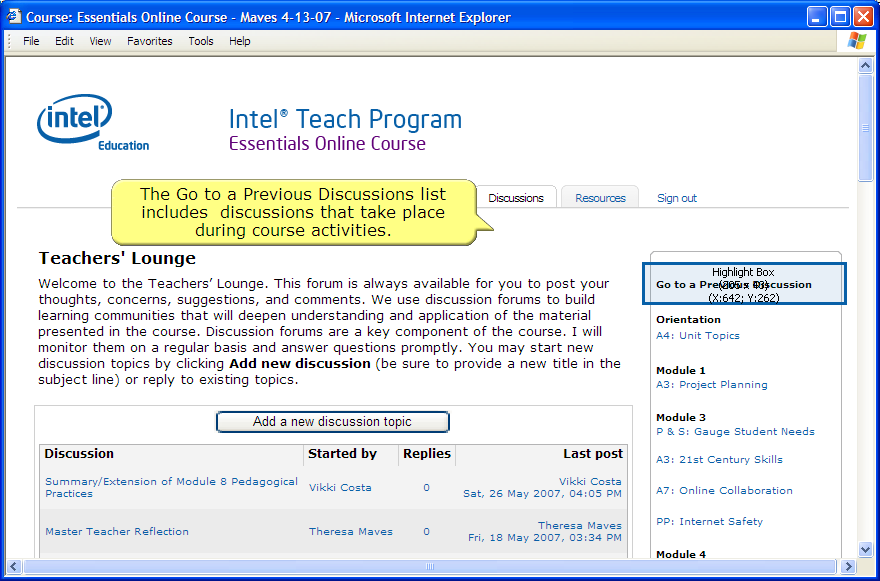 Course: Essentials Online Course - Maves 4-13-07 - Microsoft Internet Explorer
File Edit View Favorites Tools Help
intel®
Education
Intel® Teach Program
Essentials Online Course
The Go to a Previous Discussions list
includes discussions that take place
during course activities.
Discussions
Resources
Sign out
Teachers' Lounge
Welcome to the Teachers' Lounge. This forum is always available for you to post your
thoughts, concerns, suggestions, and comments. We use discussion forums to build
learning communities that will deepen understanding and application of the material
presented in the course. Discussion forums are a key component of the course. I will
monitor them on a regular basis and answer questions promptly. You may start new
discussion topics by clicking Add new discussion (be sure to provide a new title in the
subject line) or reply to existing topics.
Add a new discussion topic
Discussion Started by Replies Last post
Summary/Extension of Module 8 Pedagogical
Practices
Vikki Costa
0
Vikki Costa
Sat, 26 May 2007, 04:05 PM
Master Teacher Reflection
Theresa Maves
0
Theresa Maves
Fri, 18 May 2007, 03:34 PM
Highlight Box
Go to a Previous Discussion
(X:642; Y:262)
Orientation
A4: Unit Topics
Module 1
A3: Project Planning
Module 3
P & S: Gauge Student Needs
A3: 21st Century Skills
A7: Online Collaboration
PP: Internet Safety
Module 4